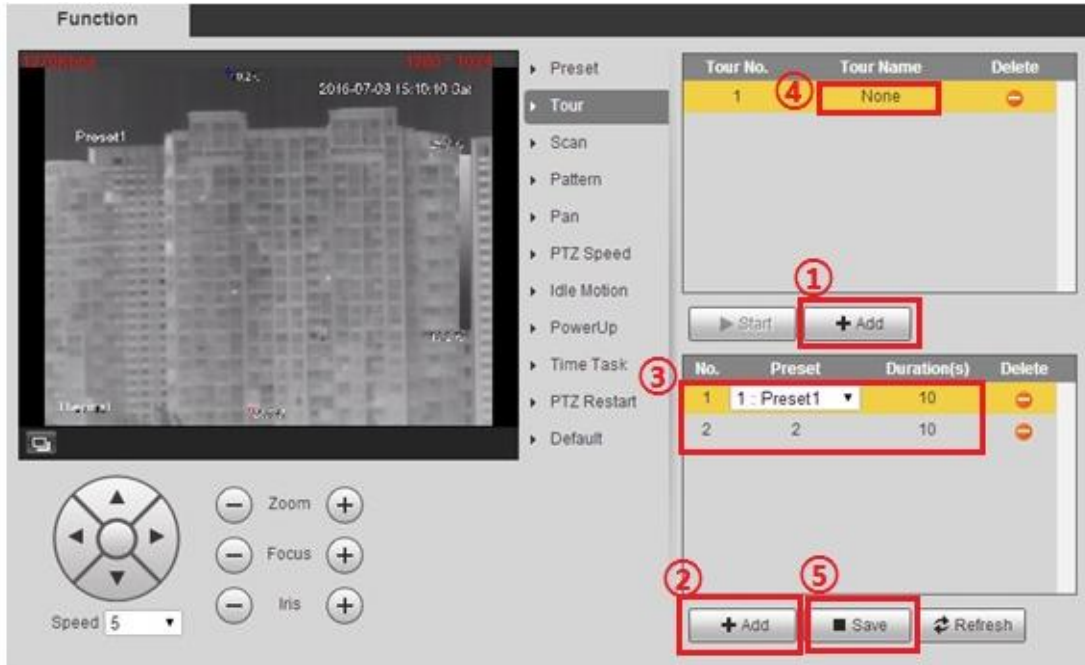 Function
2016-07-09 15:10:10 Sat
Preset1
Thermal
Preset
Tour
Scan
Pattern
Pan
PTZ Speed
Idle Motion
PowerUp
Time Task
PTZ Restart
Default
Tour No. Tour Name Delete
1 ④ None
①
Start Add
③
No. Preset Duration(s) Delete
1 1 : Preset1 10
2 2 10
② ⑤
Add Save Refresh
Zoom
Focus
Iris
Speed 5